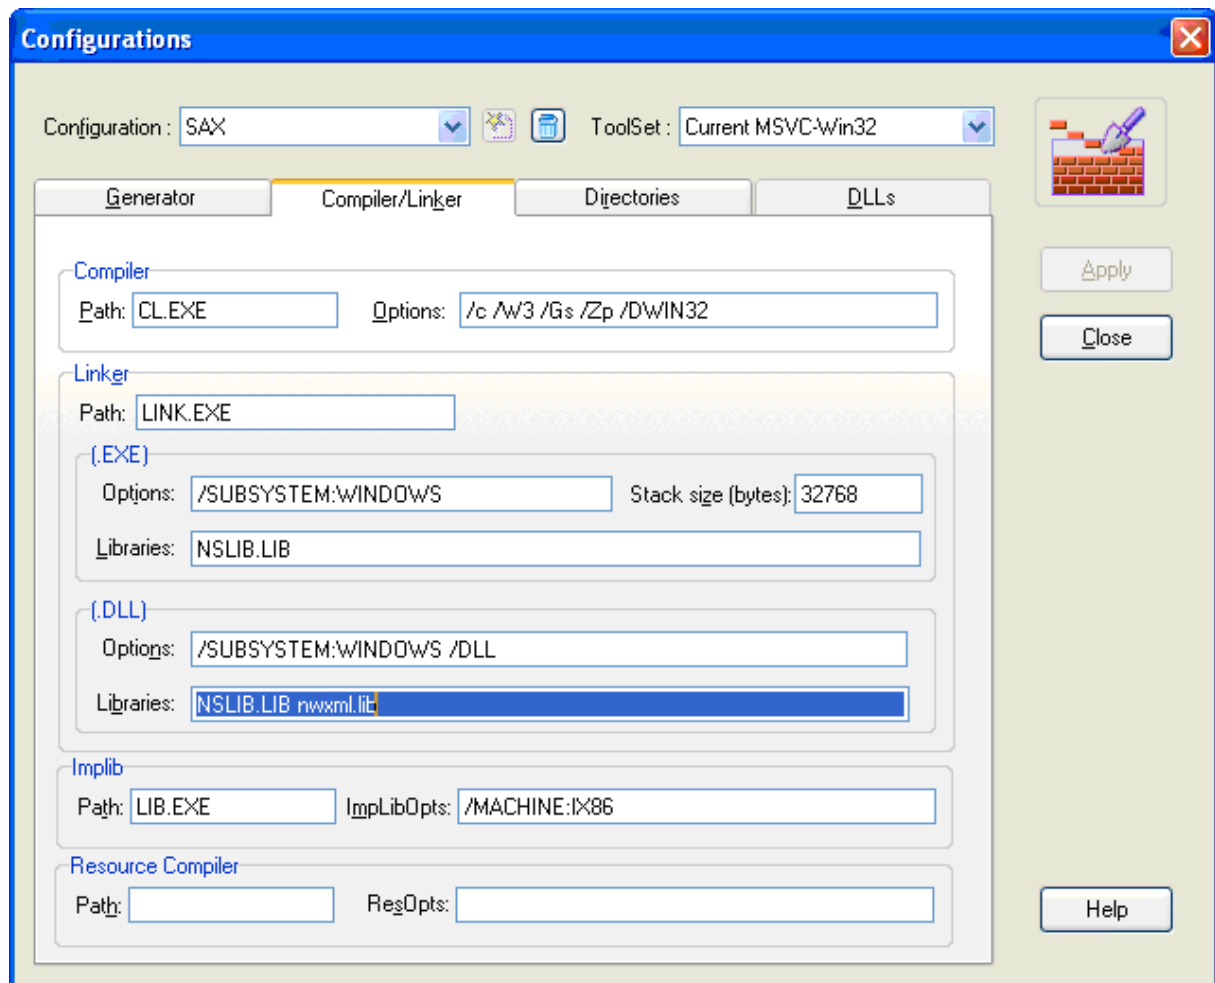 Configurations
Configuration : SAX ToolSet : Current MSVC-Win32
Generator Compiler/Linker Directories DLLs
Compiler
Path: CL.EXE Options: /c /W3 /Gs /Zp /DWIN32
Apply
Close
Linker
Path: LINK.EXE
(.EXE)
Options: /SUBSYSTEM:WINDOWS Stack size (bytes): 32768
Libraries: NSLIB.LIB
(.DLL)
Options: /SUBSYSTEM:WINDOWS /DLL
Libraries: NSLIB.LIB nwxml.lib
Implib
Path: LIB.EXE ImpLibOpts: /MACHINE:IX86
Resource Compiler
Path: ResOpts:
Help